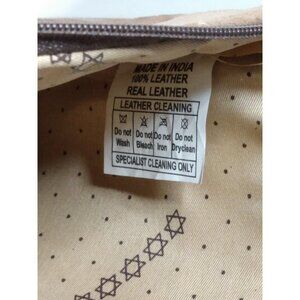 MADE IN INDIA
100% LEATHER
REAL LEATHER
LEATHER CLEANING
Do not Do not Do not Do not
Wash Bleach Iron Dryclean
SPECIALIST CLEANING ONLY